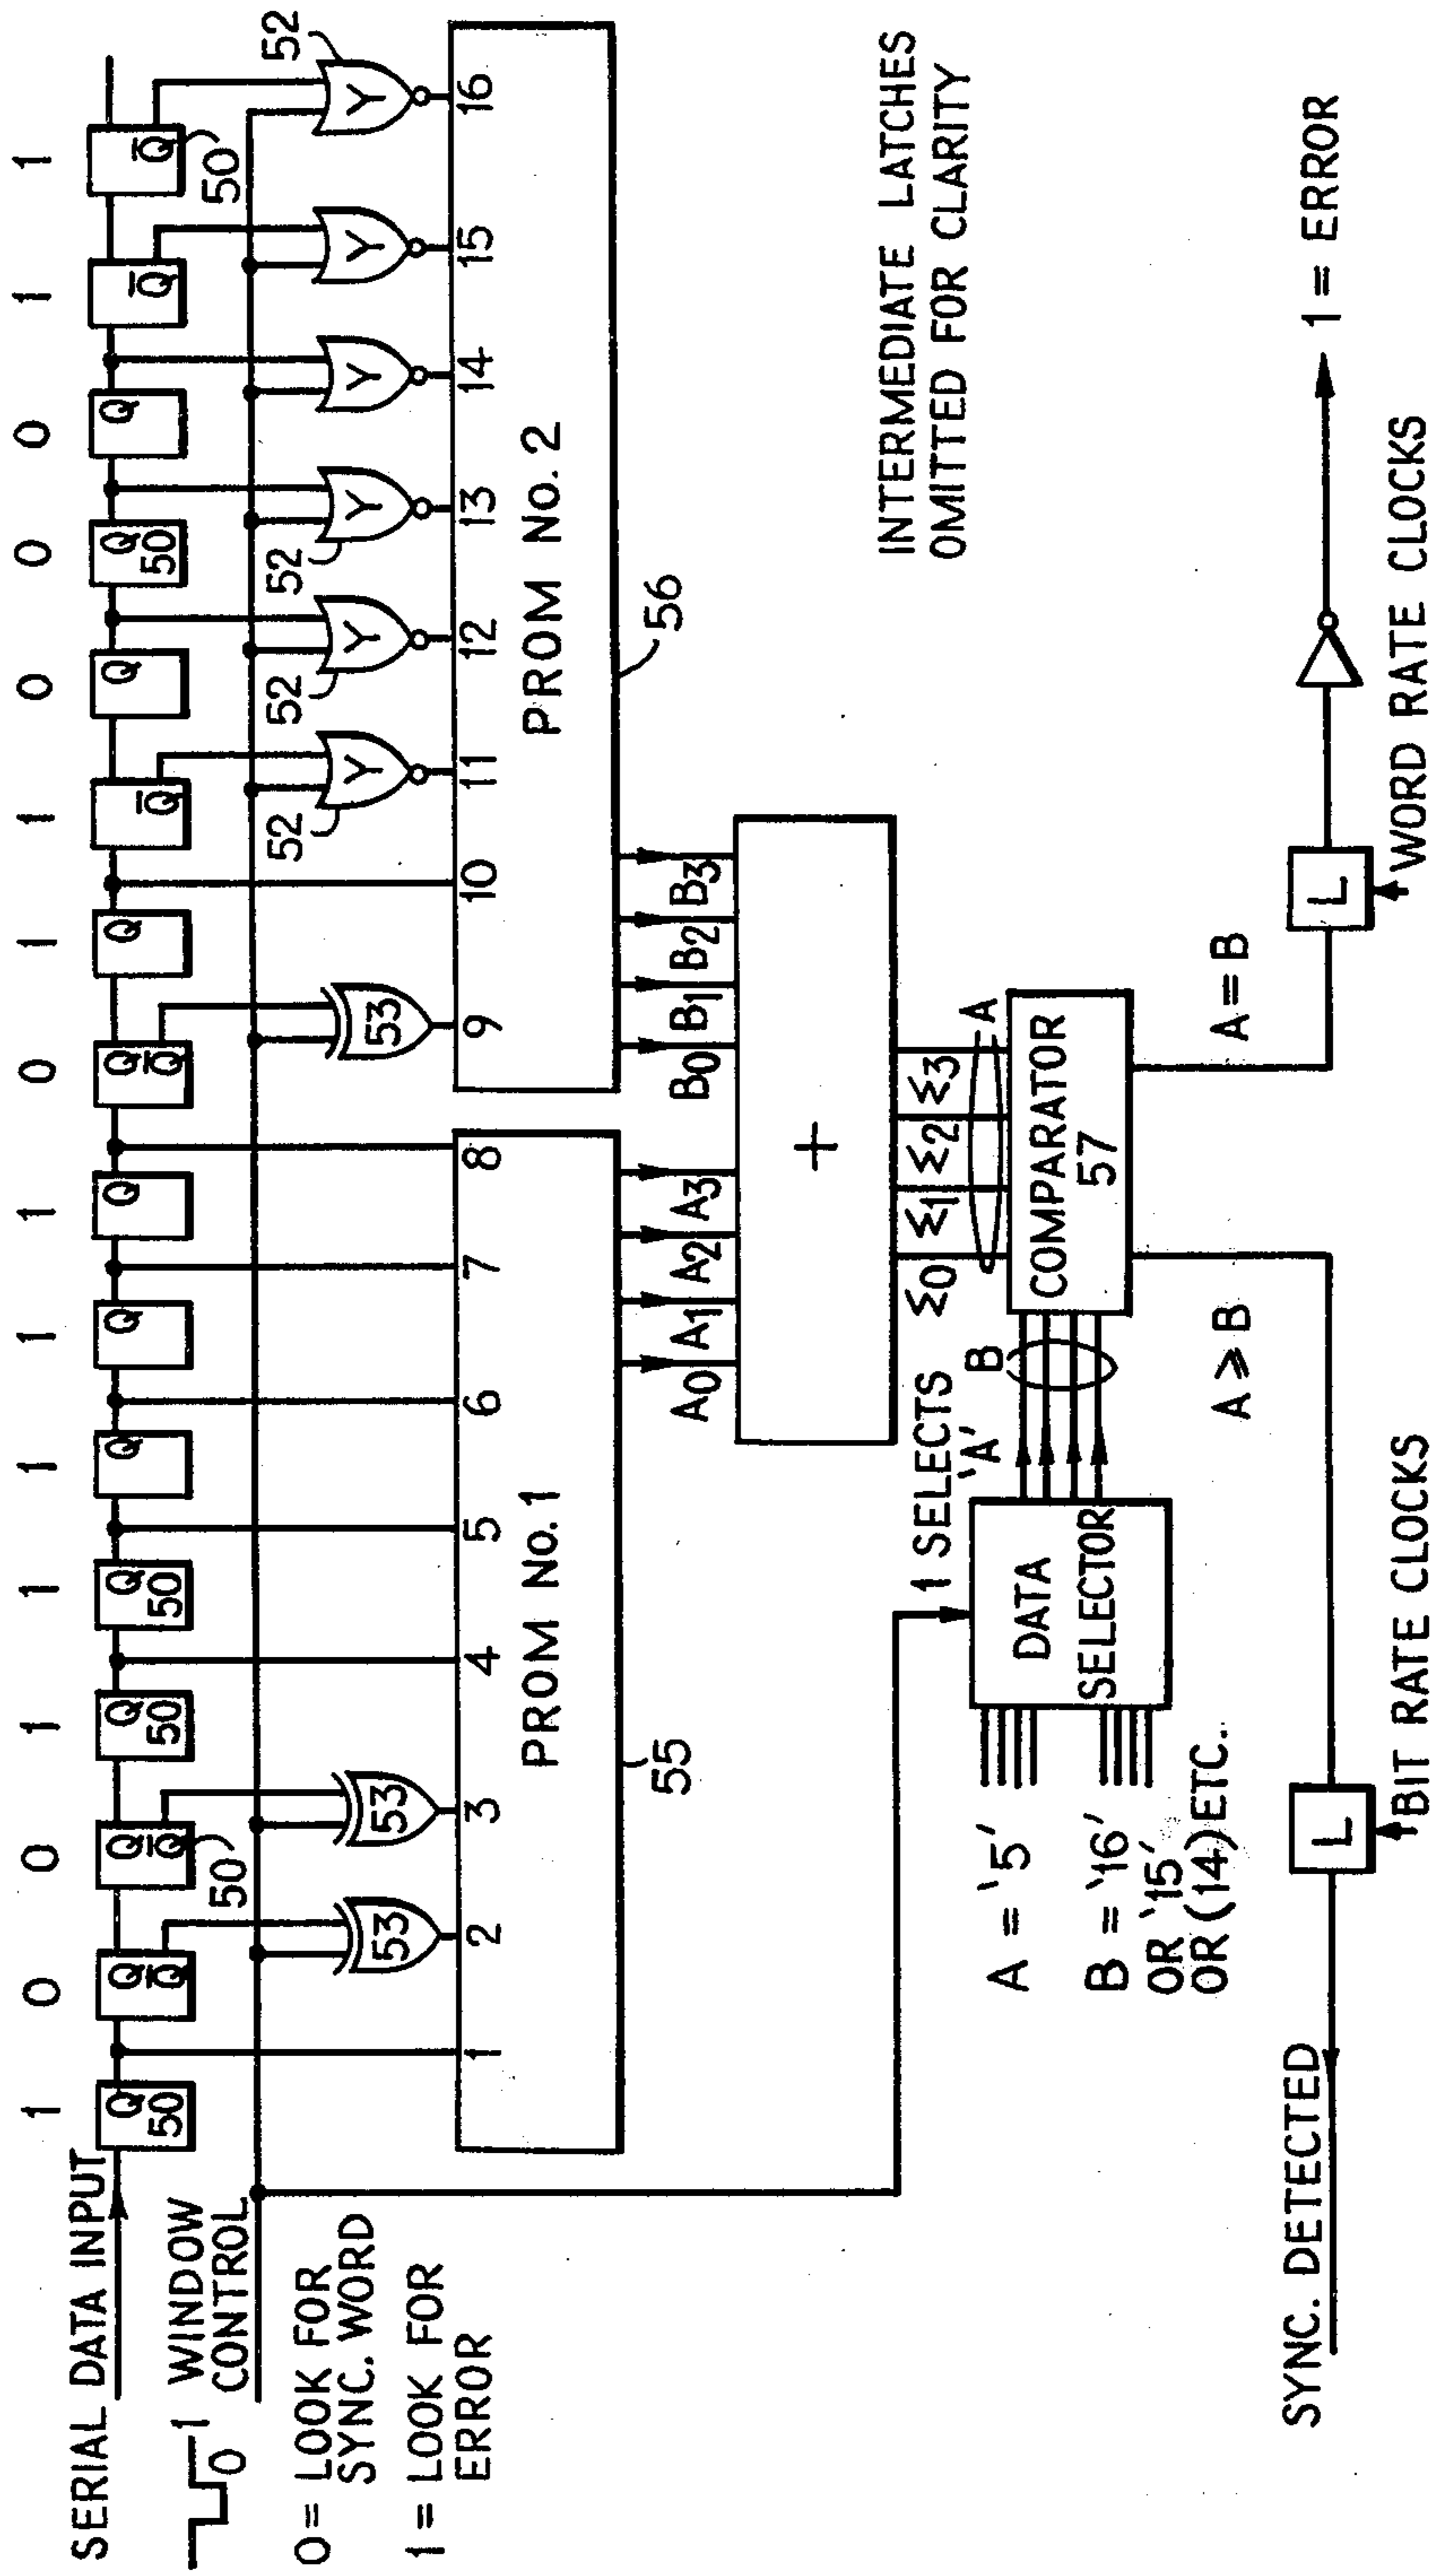 1 0 0 1 1 1 1 1 0 1 1 0 0 0 1 1
SERIAL DATA INPUT
Q 50
Q Q̅
Q Q̅
50'
Q 50
Q 50
Q
Q
Q
Q Q̅
Q
Q̅
Q
Q 50
Q
Q̅
Q̅
50'
1
0
WINDOW
CONTROL
0 = LOOK FOR
SYNC. WORD
1 = LOOK FOR
ERROR
53 53 53
Y Y Y Y Y Y
52 52 52 52
1 2 3 4 5 6 7 8
PROM No. 1
55
9 10 11 12 13 14 15 16
PROM No. 2
56
A0 A1 A2 A3 B0 B1 B2 B3
+
Σ0 Σ1 Σ2 Σ3
A
INTERMEDIATE LATCHES
OMITTED FOR CLARITY
1 SELECTS
'A'
B
DATA
SELECTOR
A = '5'
B = '16'
OR '15'
OR (14) ETC.
COMPARATOR
57
A ⩾ B
A = B
L
BIT RATE CLOCKS
SYNC. DETECTED
L
WORD RATE CLOCKS
1 = ERROR